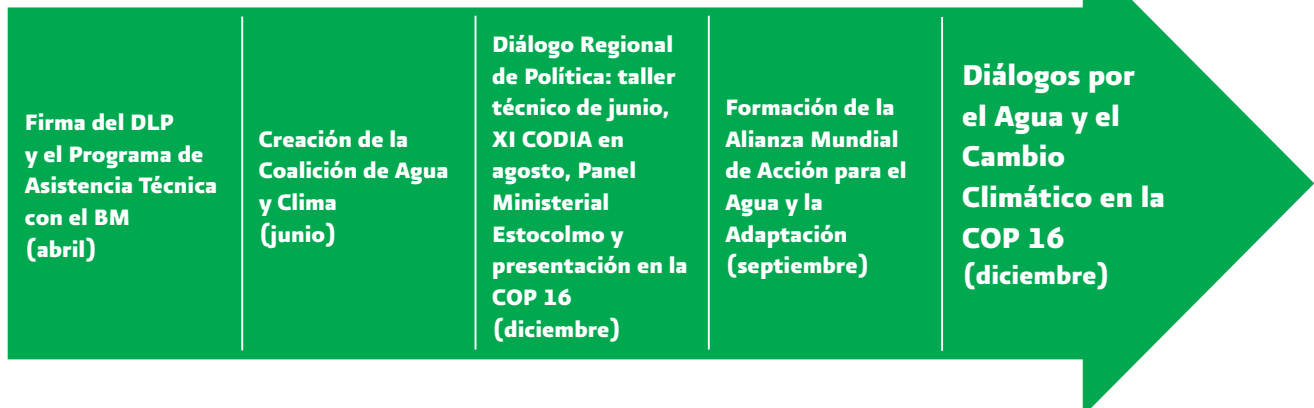 Firma del DLP
y el Programa de
Asistencia Técnica
con el BM
(abril)
Creación de la
Coalición de Agua
y Clima
(junio)
Diálogo Regional
de Política: taller
técnico de junio,
XI CODIA en
agosto, Panel
Ministerial
Estocolmo y
presentación en la
COP 16
(diciembre)
Formación de la
Alianza Mundial
de Acción para el
Agua y la
Adaptación
(septiembre)
Diálogos por
el Agua y el
Cambio
Climático en la
COP 16
(diciembre)